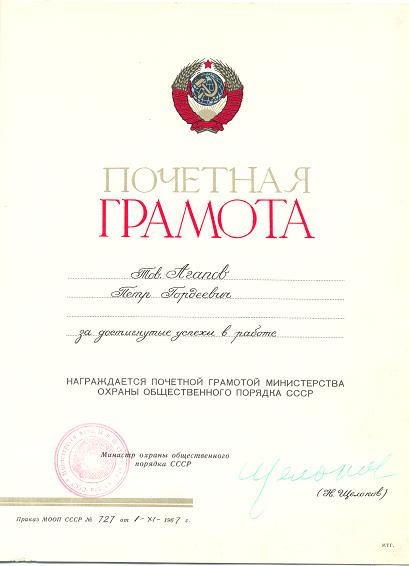 ПОЧЕТНАЯ
ГРАМОТА
Тов. Агапов
Петр Гордеевич
за достигнутые успехи в работе
НАГРАЖДАЕТСЯ ПОЧЕТНОЙ ГРАМОТОЙ МИНИСТЕРСТВА
ОХРАНЫ ОБЩЕСТВЕННОГО ПОРЯДКА СССР
Министр охраны общественного
порядка СССР
Щелоков
(Н. Щелоков)
Приказ МООП СССР № 727 от 1-XI-1967 г.